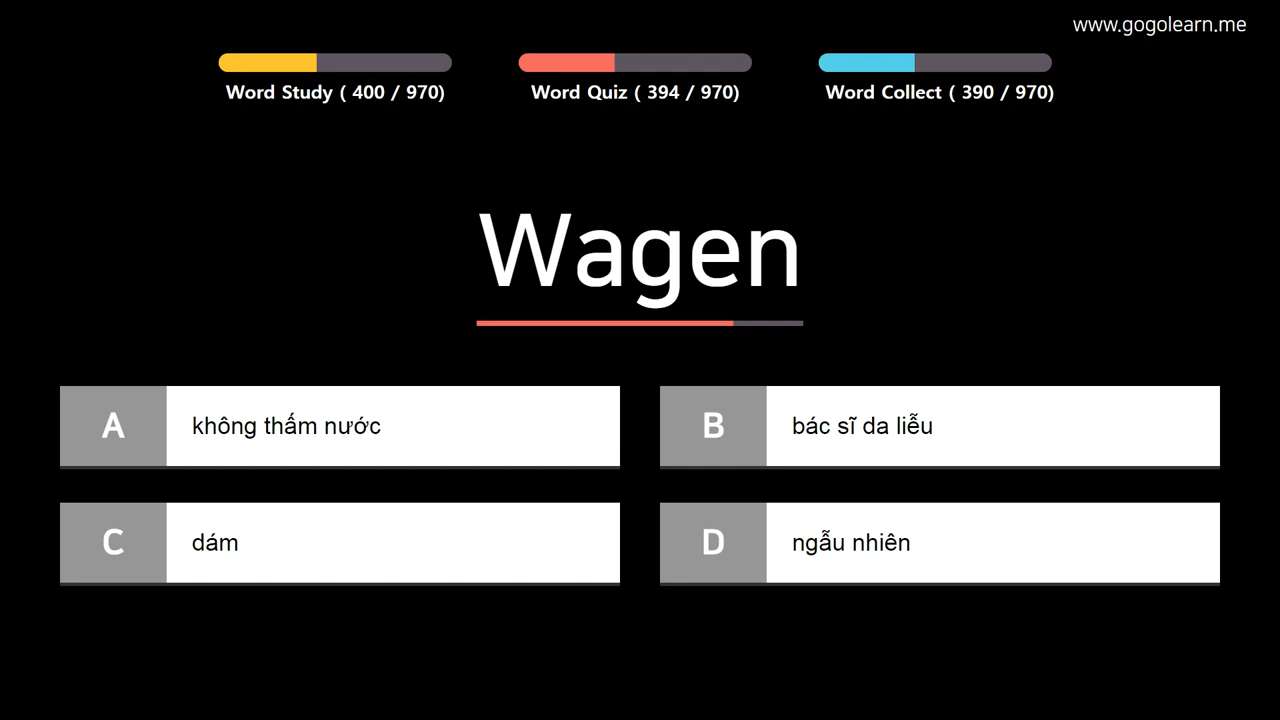 www.gogolearn.me
Word Study ( 400 / 970)
Word Quiz ( 394 / 970)
Word Collect ( 390 / 970)
Wagen
A
không thấm nước
B
bác sĩ da liễu
C
dám
D
ngẫu nhiên